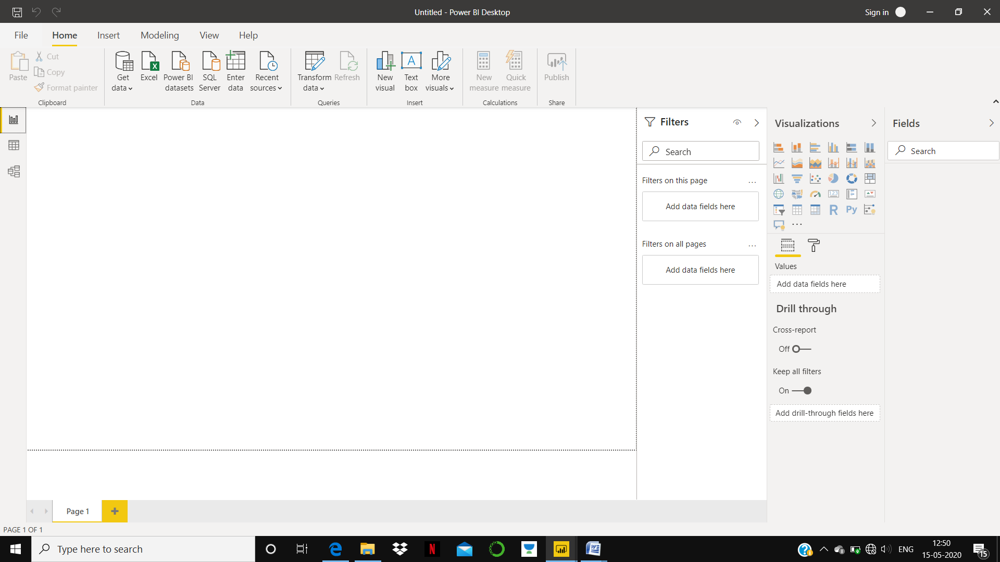 Untitled - Power BI Desktop
Sign in
File Home Insert Modeling View Help
Paste
Cut
Copy
Format painter
Clipboard
Get data
Excel
Power BI datasets
SQL Server
Enter data
Recent sources
Data
Transform data
Refresh
Queries
New visual
Text box
More visuals
Insert
New measure
Quick measure
Calculations
Publish
Share
Filters
Search
Filters on this page ...
Add data fields here
Filters on all pages ...
Add data fields here
Visualizations
123
R Py
...
Values
Add data fields here
Drill through
Cross-report
Off
Keep all filters
On
Add drill-through fields here
Fields
Search
Page 1
PAGE 1 OF 1
Type here to search
ENG
12:50
15-05-2020
15